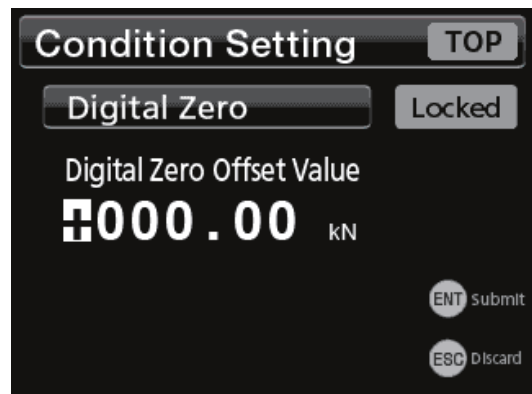 Condition Setting TOP
Digital Zero Locked
Digital Zero Offset Value
+000.00 kN
ENT Submit
ESC Discard